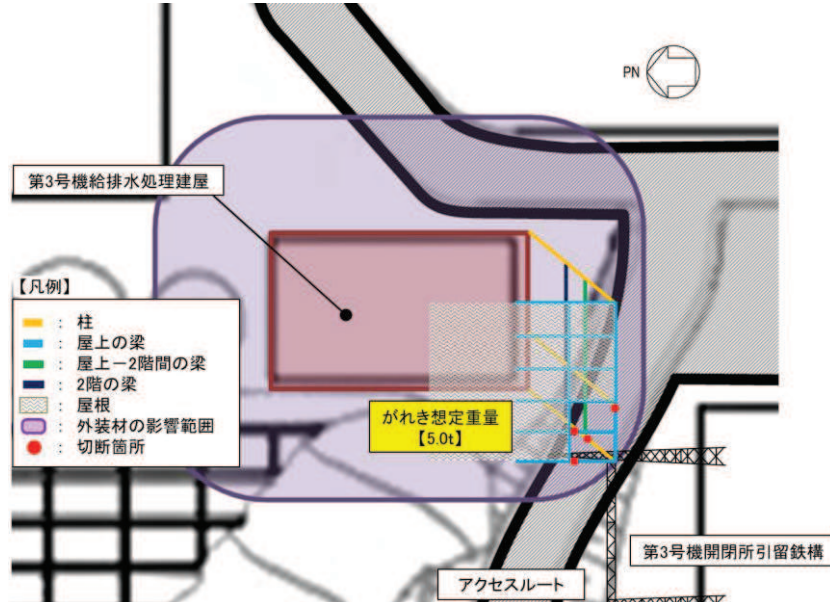 PN
第3号機給排水処理建屋
【凡例】
: 柱
: 屋上の梁
: 屋上－2階間の梁
: 2階の梁
: 屋根
: 外装材の影響範囲
: 切断箇所
がれき想定重量
【5.0t】
第3号機開閉所引留鉄構
アクセスルート